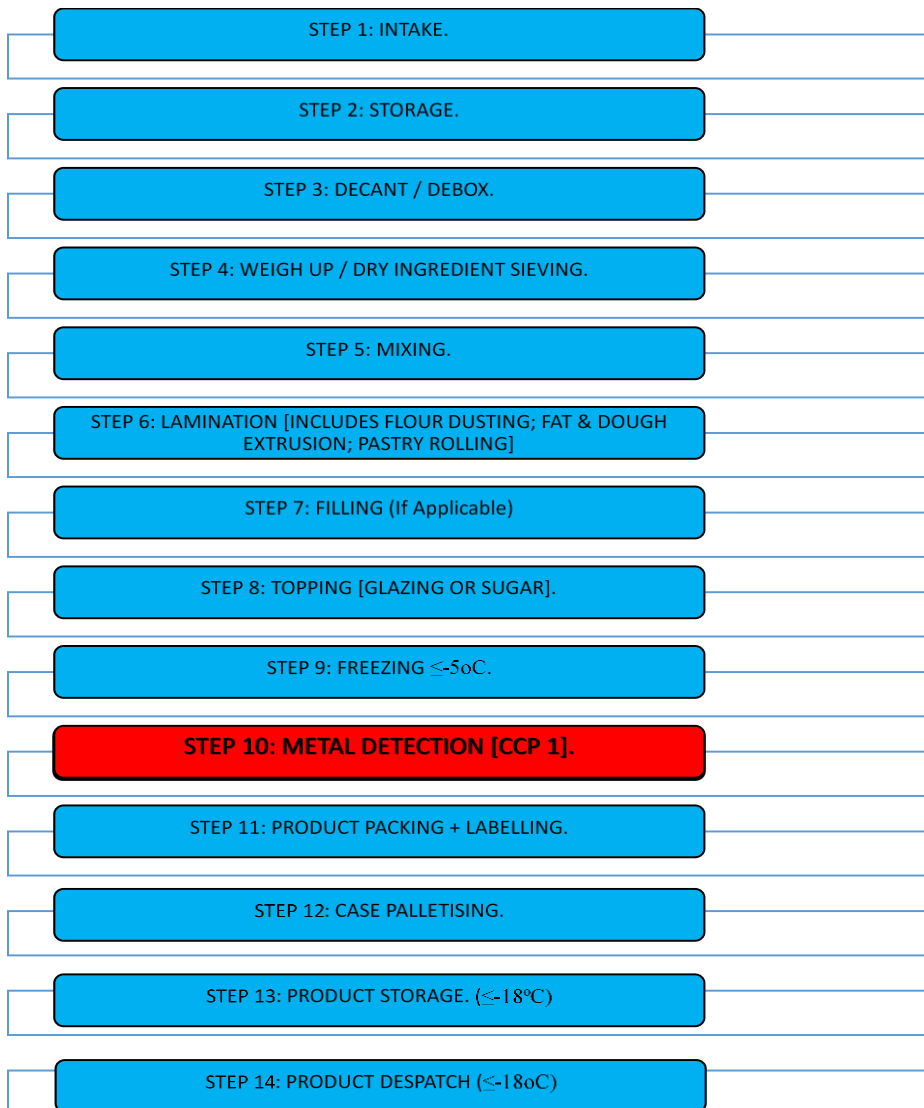 STEP 1: INTAKE.
STEP 2: STORAGE.
STEP 3: DECANT / DEBOX.
STEP 4: WEIGH UP / DRY INGREDIENT SIEVING.
STEP 5: MIXING.
STEP 6: LAMINATION [INCLUDES FLOUR DUSTING; FAT & DOUGH
EXTRUSION; PASTRY ROLLING]
STEP 7: FILLING (If Applicable)
STEP 8: TOPPING [GLAZING OR SUGAR].
STEP 9: FREEZING ≤-5oC.
STEP 10: METAL DETECTION [CCP 1].
STEP 11: PRODUCT PACKING + LABELLING.
STEP 12: CASE PALLETISING.
STEP 13: PRODUCT STORAGE. (≤-18ºC)
STEP 14: PRODUCT DESPATCH (≤-18oC)